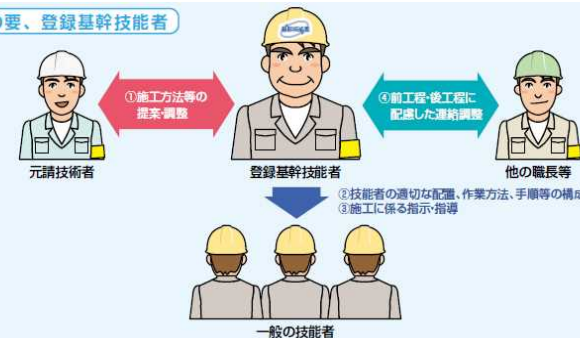 の要、登録基幹技能者
①施工方法等の
提案・調整
④前工程・後工程に
配慮した連絡調整
元請技術者
登録基幹技能者
他の職長等
②技能者の適切な配置、作業方法、手順等の構成
③施工に係る指示・指導
一般の技能者